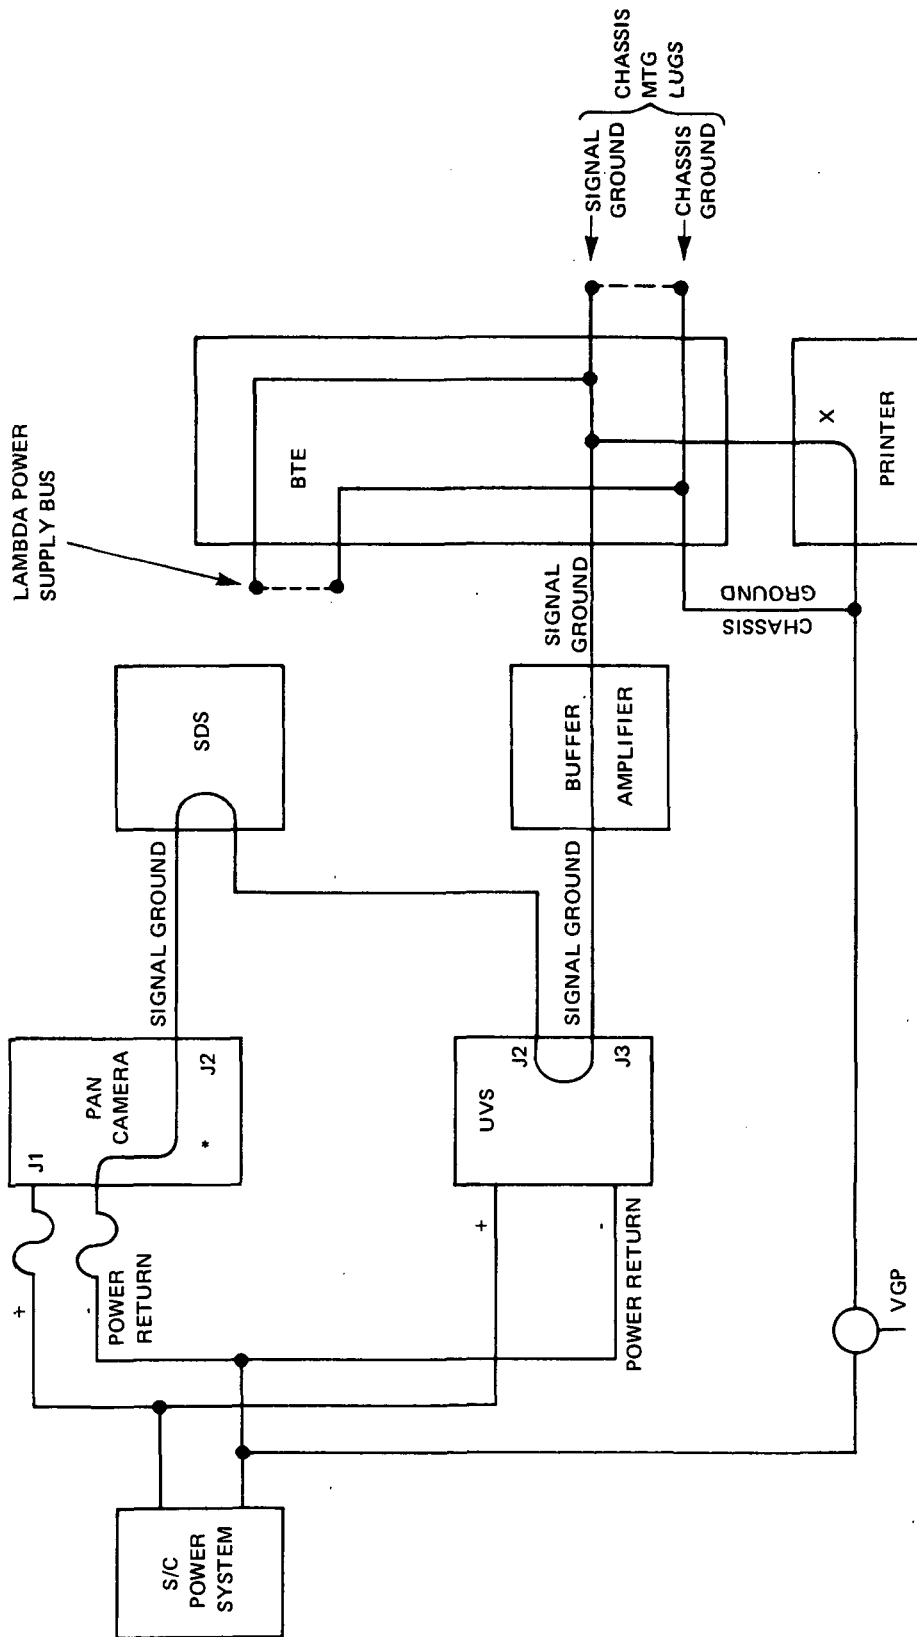 S/C
POWER
SYSTEM
+
-
POWER
RETURN
J1
PAN
CAMERA
*
J2
SIGNAL GROUND
SDS
LAMBDA POWER
SUPPLY BUS
BTE
+
-
POWER RETURN
UVS
J2
J3
SIGNAL GROUND
BUFFER
AMPLIFIER
SIGNAL
GROUND
SIGNAL
GROUND
CHASSIS
GROUND
CHASSIS
MTG
LUGS
CHASSIS
GROUND
X
PRINTER
VGP